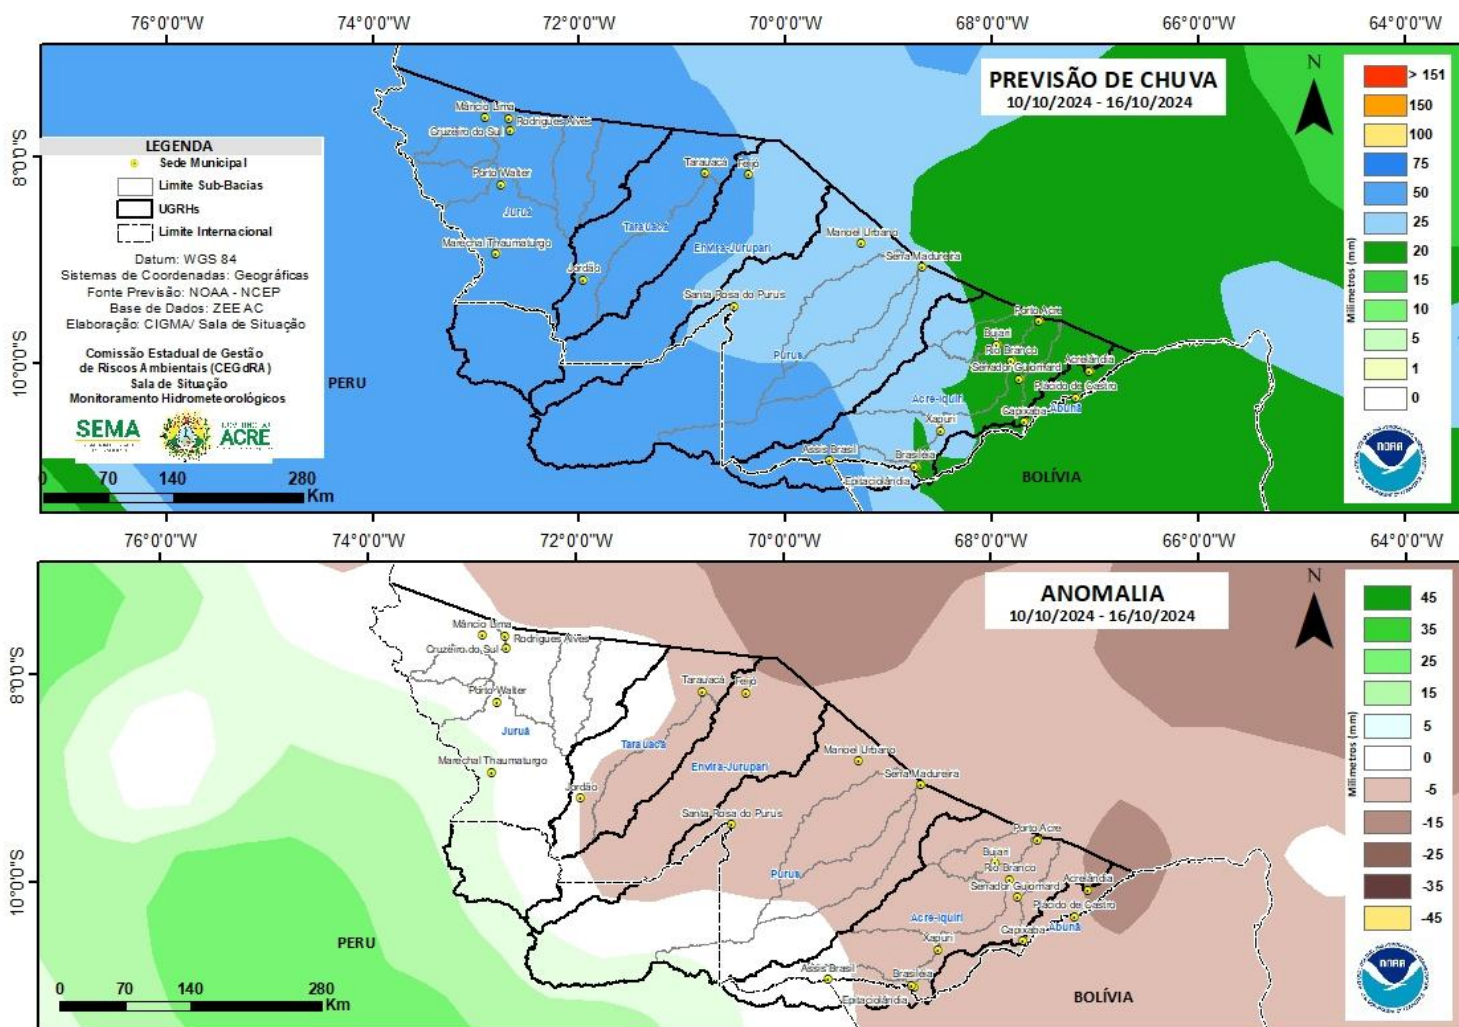 76°0'0"W 74°0'0"W 72°0'0"W 70°0'0"W 68°0'0"W 66°0'0"W 64°0'0"W
8°0'0"S
10°0'0"S
PREVISÃO DE CHUVA
10/10/2024 - 16/10/2024
N
> 151
150
100
75
50
25
20
15
10
5
1
0
Milímetros (mm)
NOAA
LEGENDA
Sede Municipal
Limite Sub-Bacias
UGRHs
Limite Internacional
Datum: WGS 84
Sistemas de Coordenadas: Geográficas
Fonte Previsão: NOAA - NCEP
Base de Dados: ZEE AC
Elaboração: CIGMA/ Sala de Situação
Comissão Estadual de Gestão
de Riscos Ambientais (CEGdRA)
Sala de Situação
Monitoramento Hidrometeorológicos
SEMA
ACRE
0 70 140 280
Km
Mâncio Lima
Rodrigues Alves
Cruzeiro do Sul
Porto Walter
Juruá
Marechal Thaumaturgo
Jordão
Tarauacá
Feijó
Tarauacá
Envira-Jurupari
Manoel Urbano
Sena Madureira
Santa Rosa do Purus
Purus
Porto Acre
Bujari
Rio Branco
Senador Guiomard
Acrelândia
Plácido de Castro
Acre-Iquiri
Capixaba
Abunã
Xapuri
Assis Brasil
Brasiléia
Epitaciolândia
PERU
BOLÍVIA
76°0'0"W 74°0'0"W 72°0'0"W 70°0'0"W 68°0'0"W 66°0'0"W 64°0'0"W
8°0'0"S
10°0'0"S
ANOMALIA
10/10/2024 - 16/10/2024
N
45
35
25
15
5
0
-5
-15
-25
-35
-45
Milímetros (mm)
NOAA
Mâncio Lima
Rodrigues Alves
Cruzeiro do Sul
Porto Walter
Juruá
Marechal Thaumaturgo
Jordão
Tarauacá
Feijó
Tarauacá
Envira-Jurupari
Manoel Urbano
Sena Madureira
Santa Rosa do Purus
Purus
Porto Acre
Bujari
Rio Branco
Senador Guiomard
Acrelândia
Plácido de Castro
Acre-Iquiri
Capixaba
Abunã
Xapuri
Assis Brasil
Brasiléia
Epitaciolândia
PERU
BOLÍVIA
0 70 140 280
Km